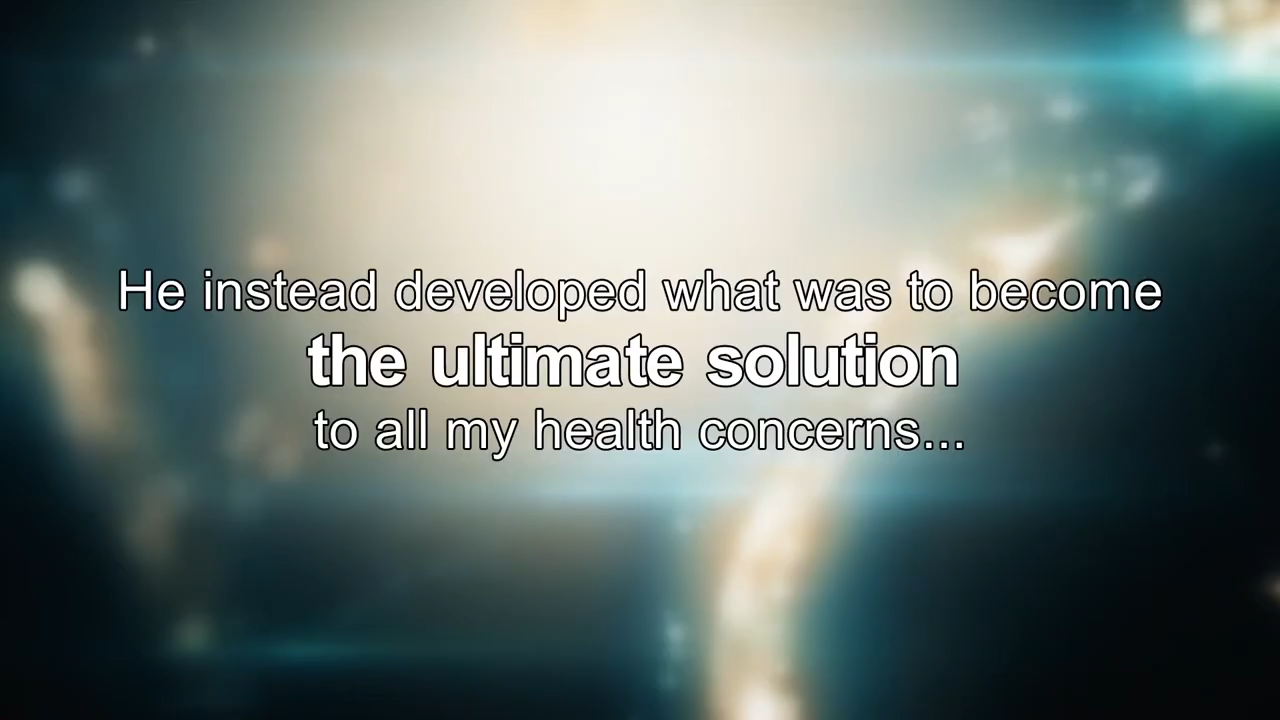 He instead developed what was to become
the ultimate solution
to all my health concerns...